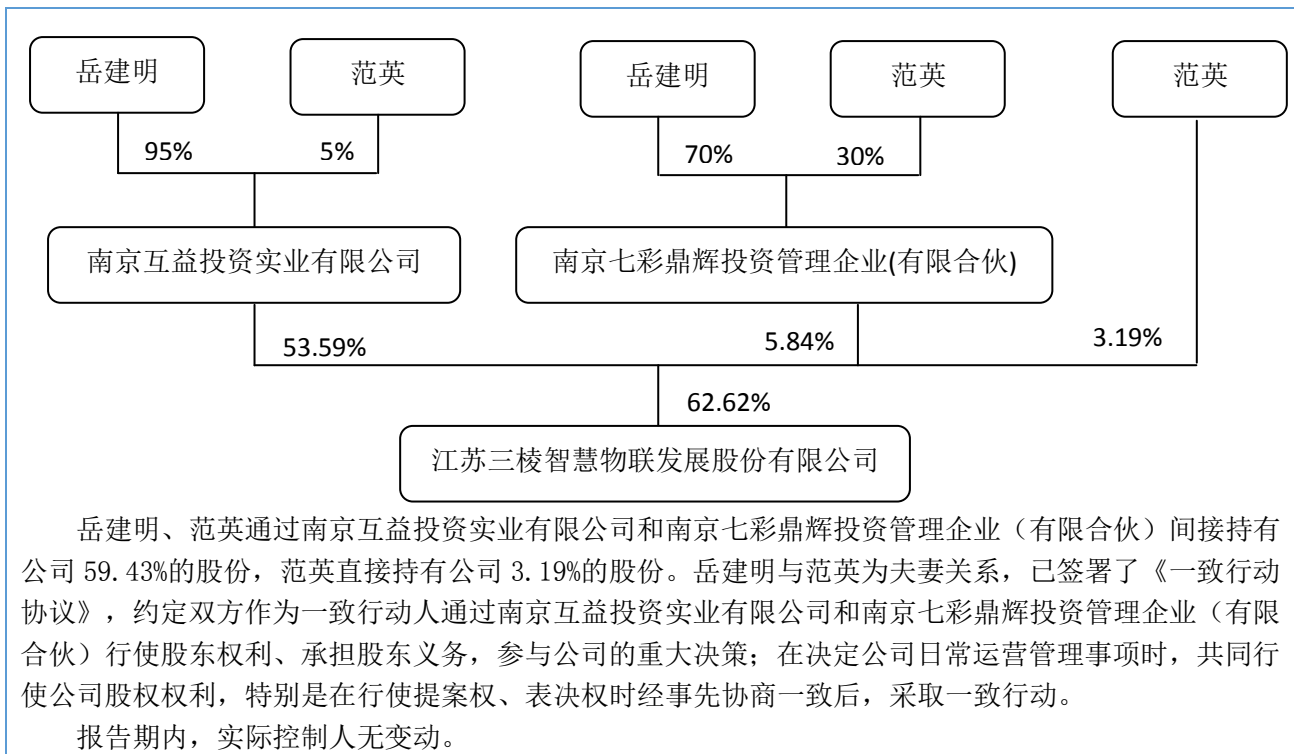 岳建明 范英 岳建明 范英 范英
95% 5% 70% 30%
南京互益投资实业有限公司 南京七彩鼎辉投资管理企业(有限合伙)
53.59% 5.84% 3.19%
62.62%
江苏三棱智慧物联发展股份有限公司
岳建明、范英通过南京互益投资实业有限公司和南京七彩鼎辉投资管理企业（有限合伙）间接持有
公司 59.43%的股份，范英直接持有公司 3.19%的股份。岳建明与范英为夫妻关系，已签署了《一致行动
协议》，约定双方作为一致行动人通过南京互益投资实业有限公司和南京七彩鼎辉投资管理企业（有限
合伙）行使股东权利、承担股东义务，参与公司的重大决策；在决定公司日常运营管理事项时，共同行
使公司股权权利，特别是在行使提案权、表决权时经事先协商一致后，采取一致行动。
报告期内，实际控制人无变动。